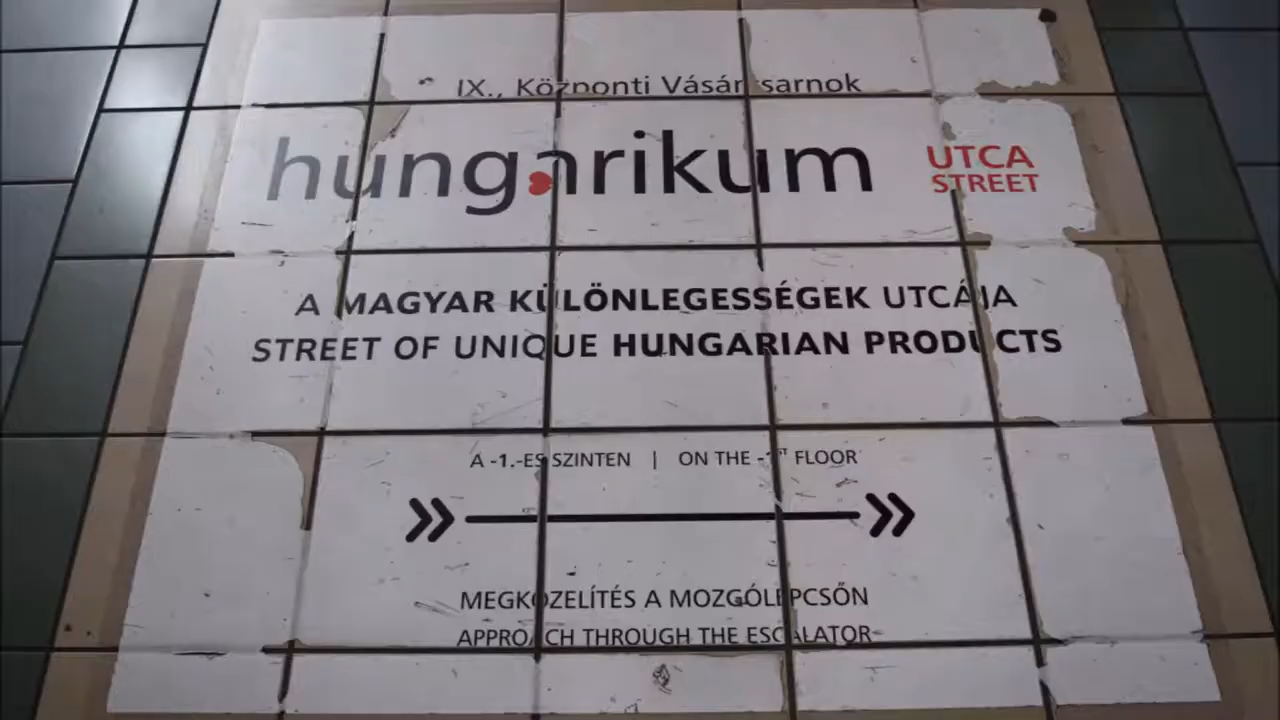 IX., Központi Vásárcsarnok
hungarikum
UTCA
STREET
A MAGYAR KÜLÖNLEGESSÉGEK UTCÁJA
STREET OF UNIQUE HUNGARIAN PRODUCTS
A -1.-ES SZINTEN | ON THE -1ST FLOOR
MEGKÖZELÍTÉS A MOZGÓLÉPCSŐN
APPROACH THROUGH THE ESCALATOR